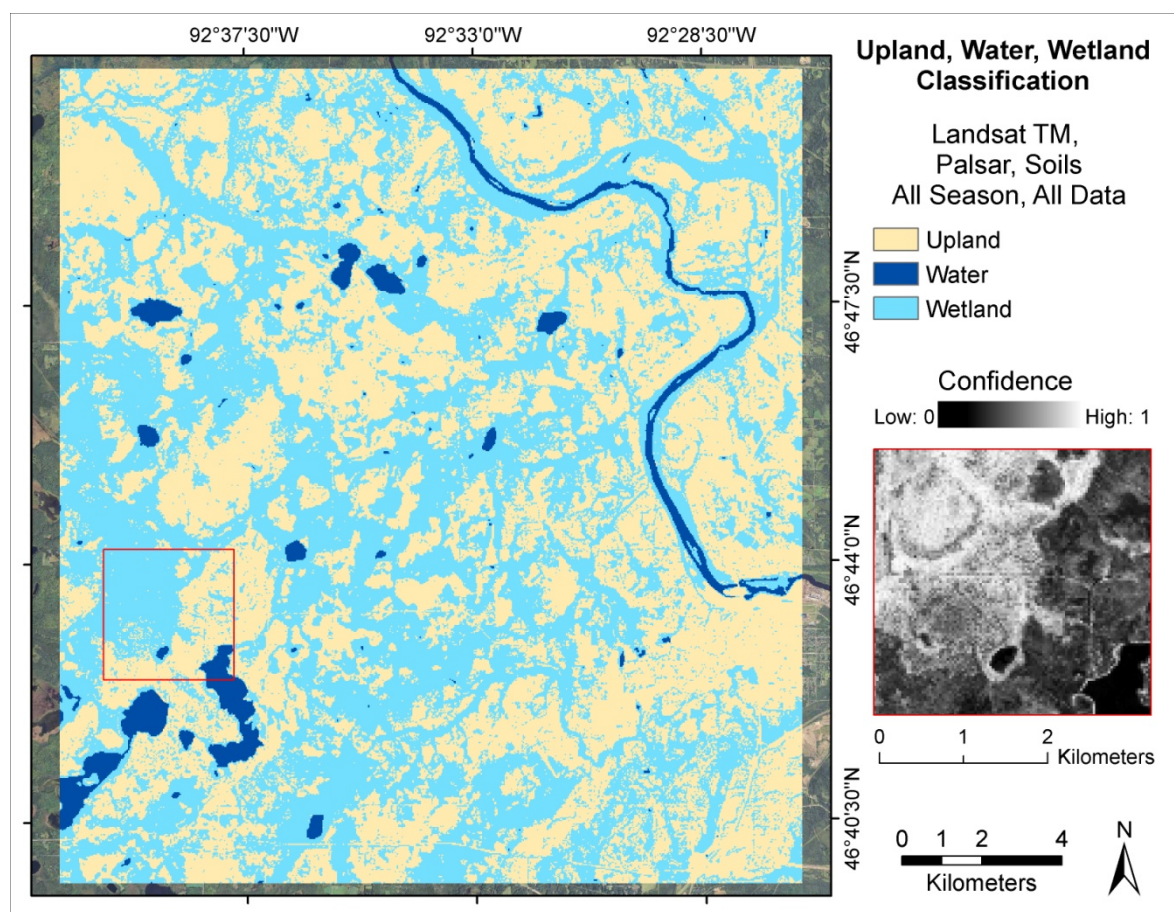 92°37'30"W 92°33'0"W 92°28'30"W
Upland, Water, Wetland
Classification
Landsat TM,
Palsar, Soils
All Season, All Data
Upland
Water
Wetland
46°47'30"N
Confidence
Low: 0 High: 1
46°44'0"N
0 1 2 Kilometers
46°40'30"N
0 1 2 4
Kilometers
N